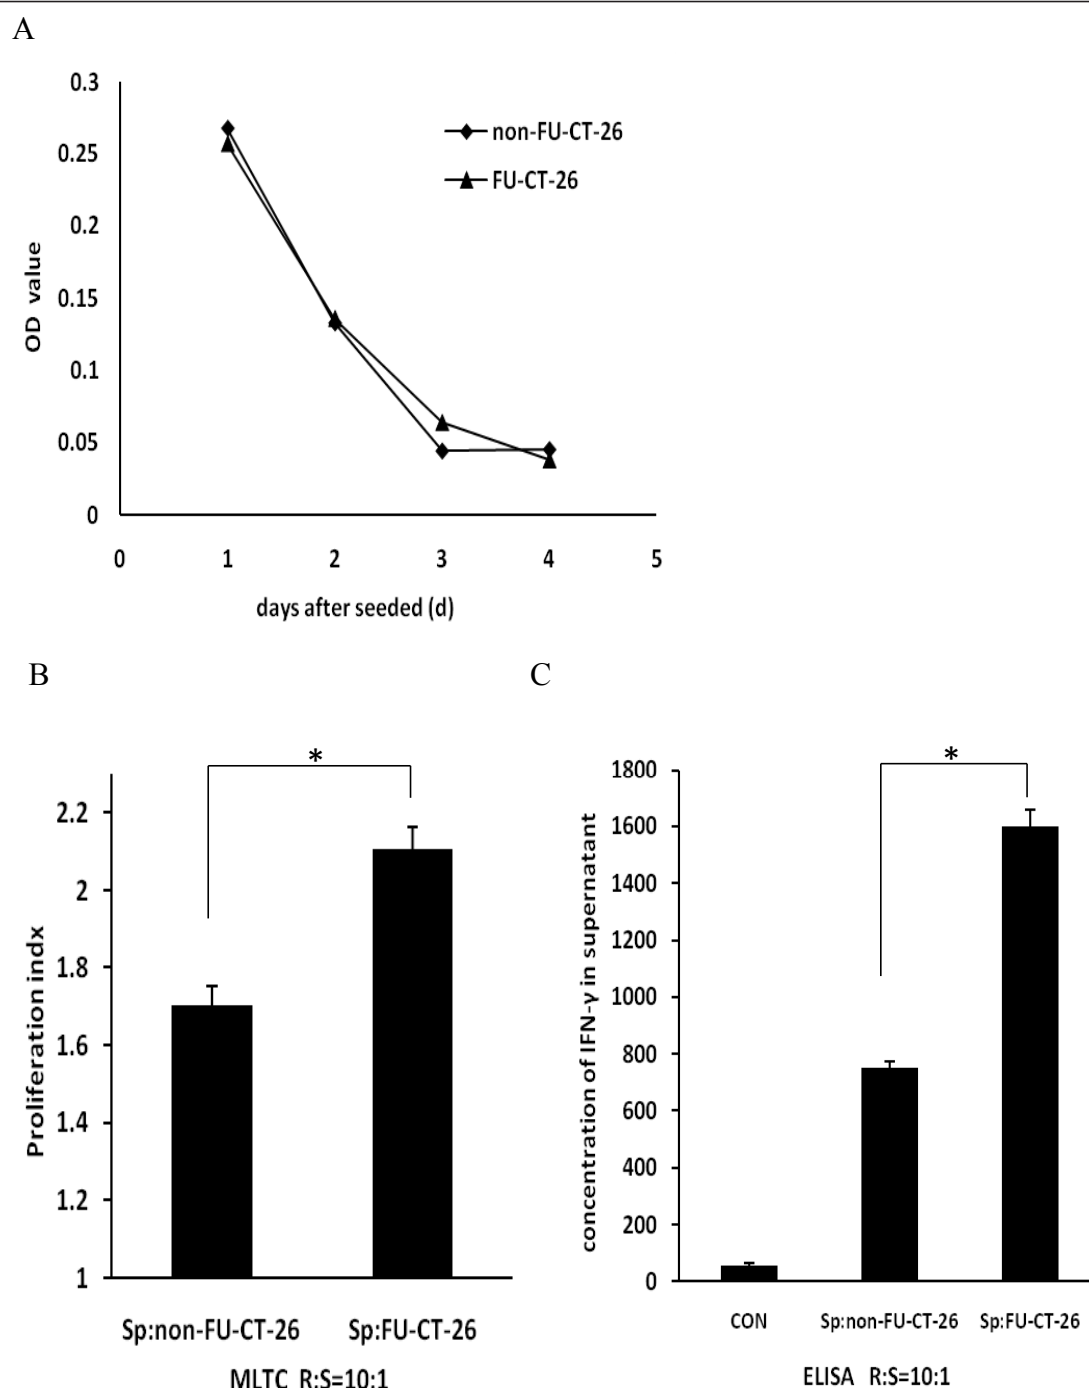 A
0.3
0.25
0.2
0.15
0.1
0.05
0
OD value
non-FU-CT-26
FU-CT-26
0 1 2 3 4 5
days after seeded (d)
B
*
2.2
2
1.8
1.6
1.4
1.2
1
Proliferation indx
Sp:non-FU-CT-26 Sp:FU-CT-26
MLTC R:S=10:1
C
*
1800
1600
1400
1200
1000
800
600
400
200
0
concentration of IFN-γ in supernatant
CON Sp:non-FU-CT-26 Sp:FU-CT-26
ELISA R:S=10:1